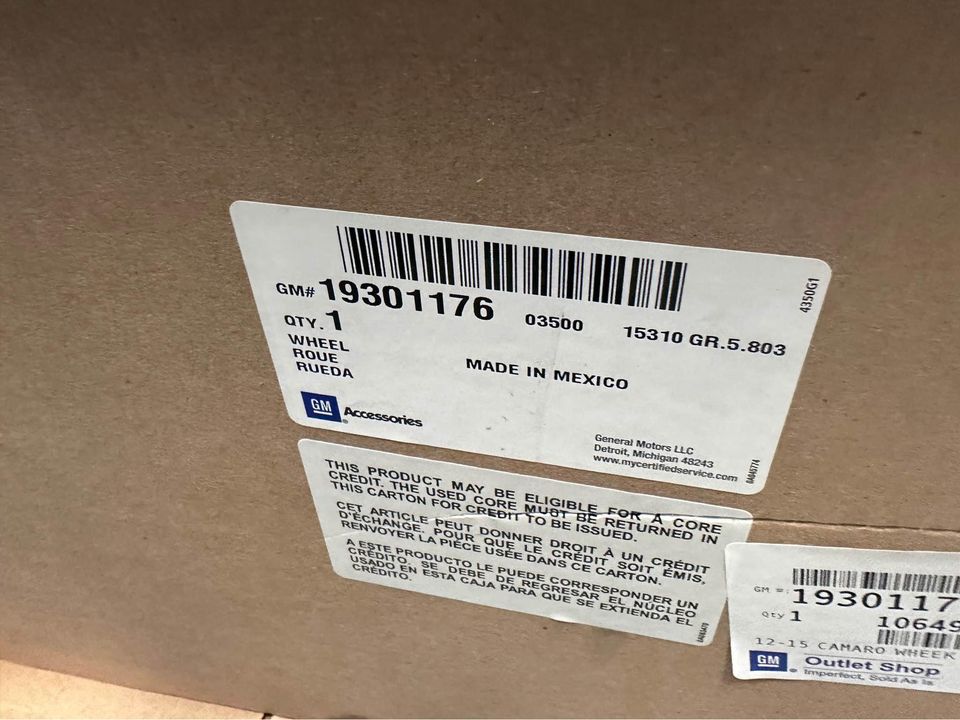 GM# 19301176 03500 15310 GR.5.803
QTY. 1
WHEEL
ROUE
RUEDA
MADE IN MEXICO
4350G1
GM Accessories
General Motors LLC
Detroit, Michigan 48243
www.mycertifiedservice.com
THIS PRODUCT MAY BE ELIGIBLE FOR A CORE
CREDIT. THE USED CORE MUST BE RETURNED IN
THIS CARTON FOR CREDIT TO BE ISSUED.
CET ARTICLE PEUT DONNER DROIT À UN CRÉDIT
D'ÉCHANGE. POUR QUE LE CRÉDIT SOIT ÉMIS,
RENVOYER LA PIÈCE USÉE DANS CE CARTON.
A ESTE PRODUCTO LE PUEDE CORRESPONDER UN
CRÉDITO. SE DEBE DE REGRESAR EL NÚCLEO
USADO EN ESTA CAJA PARA QUE SE EXTIENDA EL
CRÉDITO.
GM #: 1930117
Qty 1 10649
12-15 CAMARO WHEEK
GM Outlet Shop
Imperfect, Sold As Is